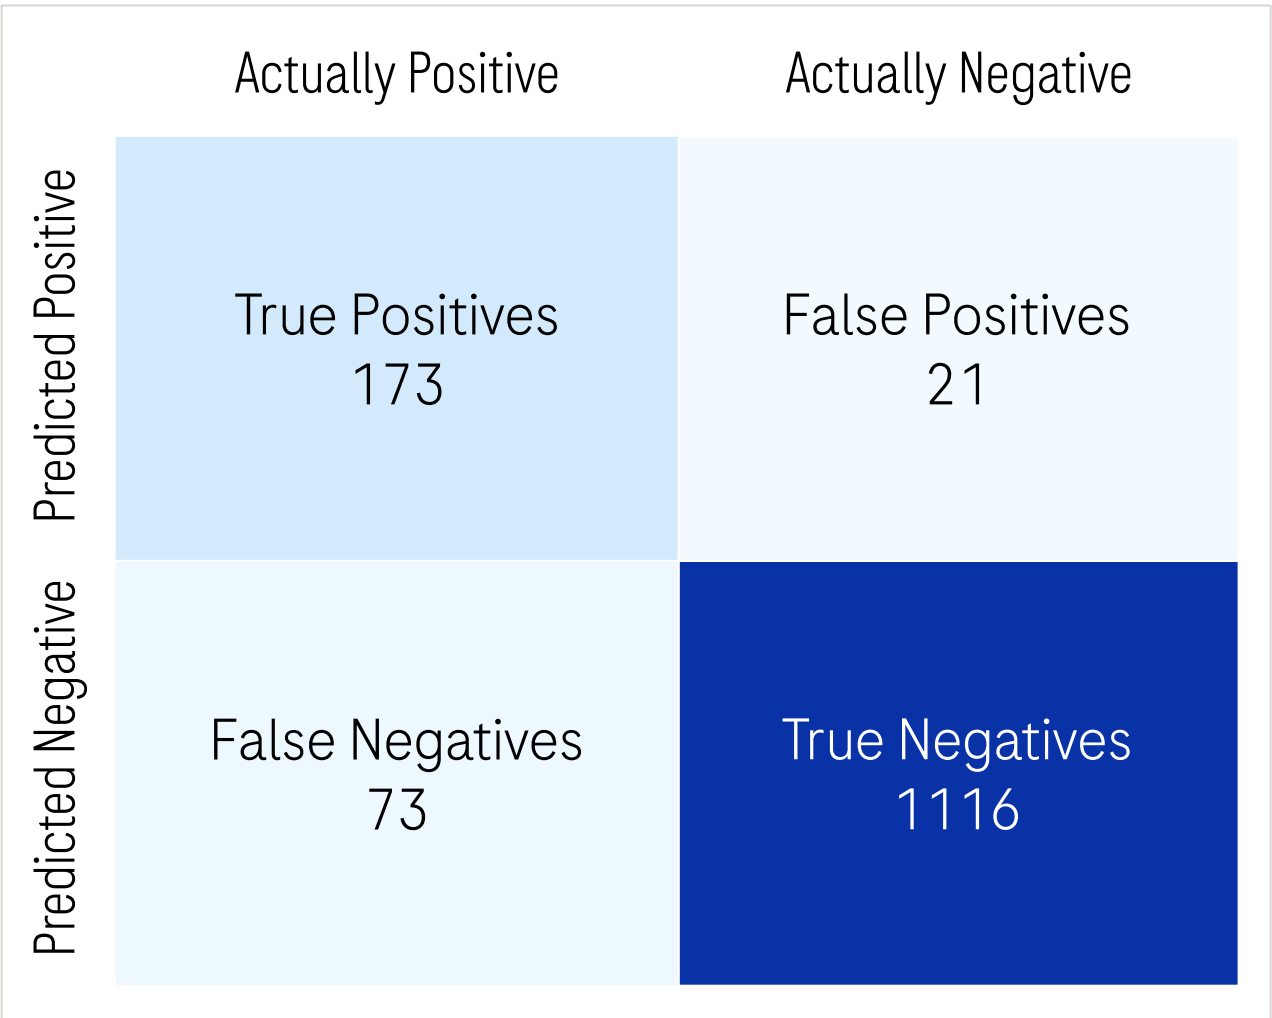 Actually Positive
Actually Negative
Predicted Positive
True Positives
173
False Positives
21
Predicted Negative
False Negatives
73
True Negatives
1116